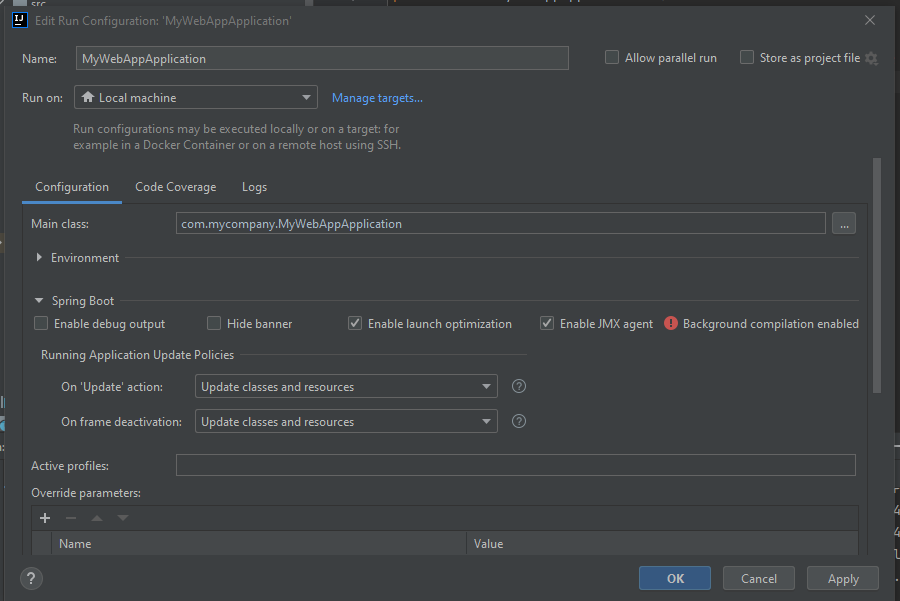 src
Edit Run Configuration: 'MyWebAppApplication'
Name: MyWebAppApplication Allow parallel run Store as project file
Run on: Local machine Manage targets...
Run configurations may be executed locally or on a target: for
example in a Docker Container or on a remote host using SSH.
Configuration Code Coverage Logs
Main class: com.mycompany.MyWebAppApplication ...
Environment
Spring Boot
Enable debug output Hide banner Enable launch optimization Enable JMX agent Background compilation enabled
Running Application Update Policies
On 'Update' action: Update classes and resources ?
On frame deactivation: Update classes and resources ?
Active profiles:
Override parameters:
Name Value
? OK Cancel Apply